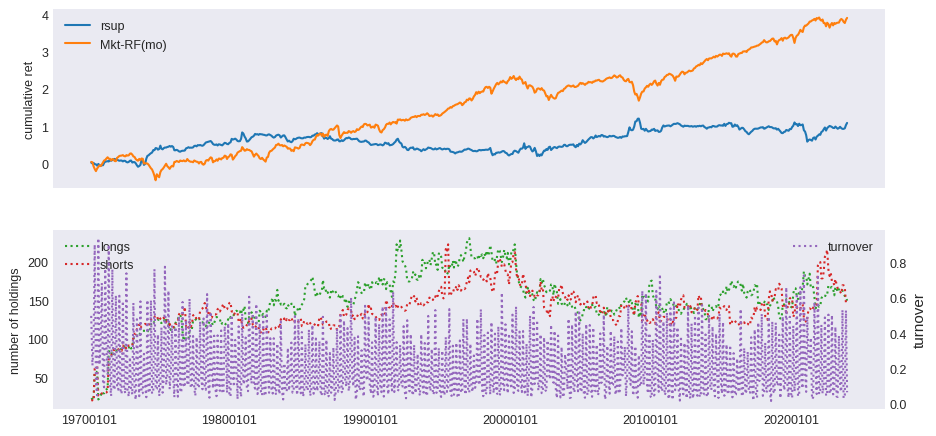 4
3
2
1
0
cumulative ret
rsup
Mkt-RF(mo)
200
150
100
50
number of holdings
longs
shorts
turnover
0.8
0.6
0.4
0.2
0.0
turnover
19700101 19800101 19900101 20000101 20100101 20200101